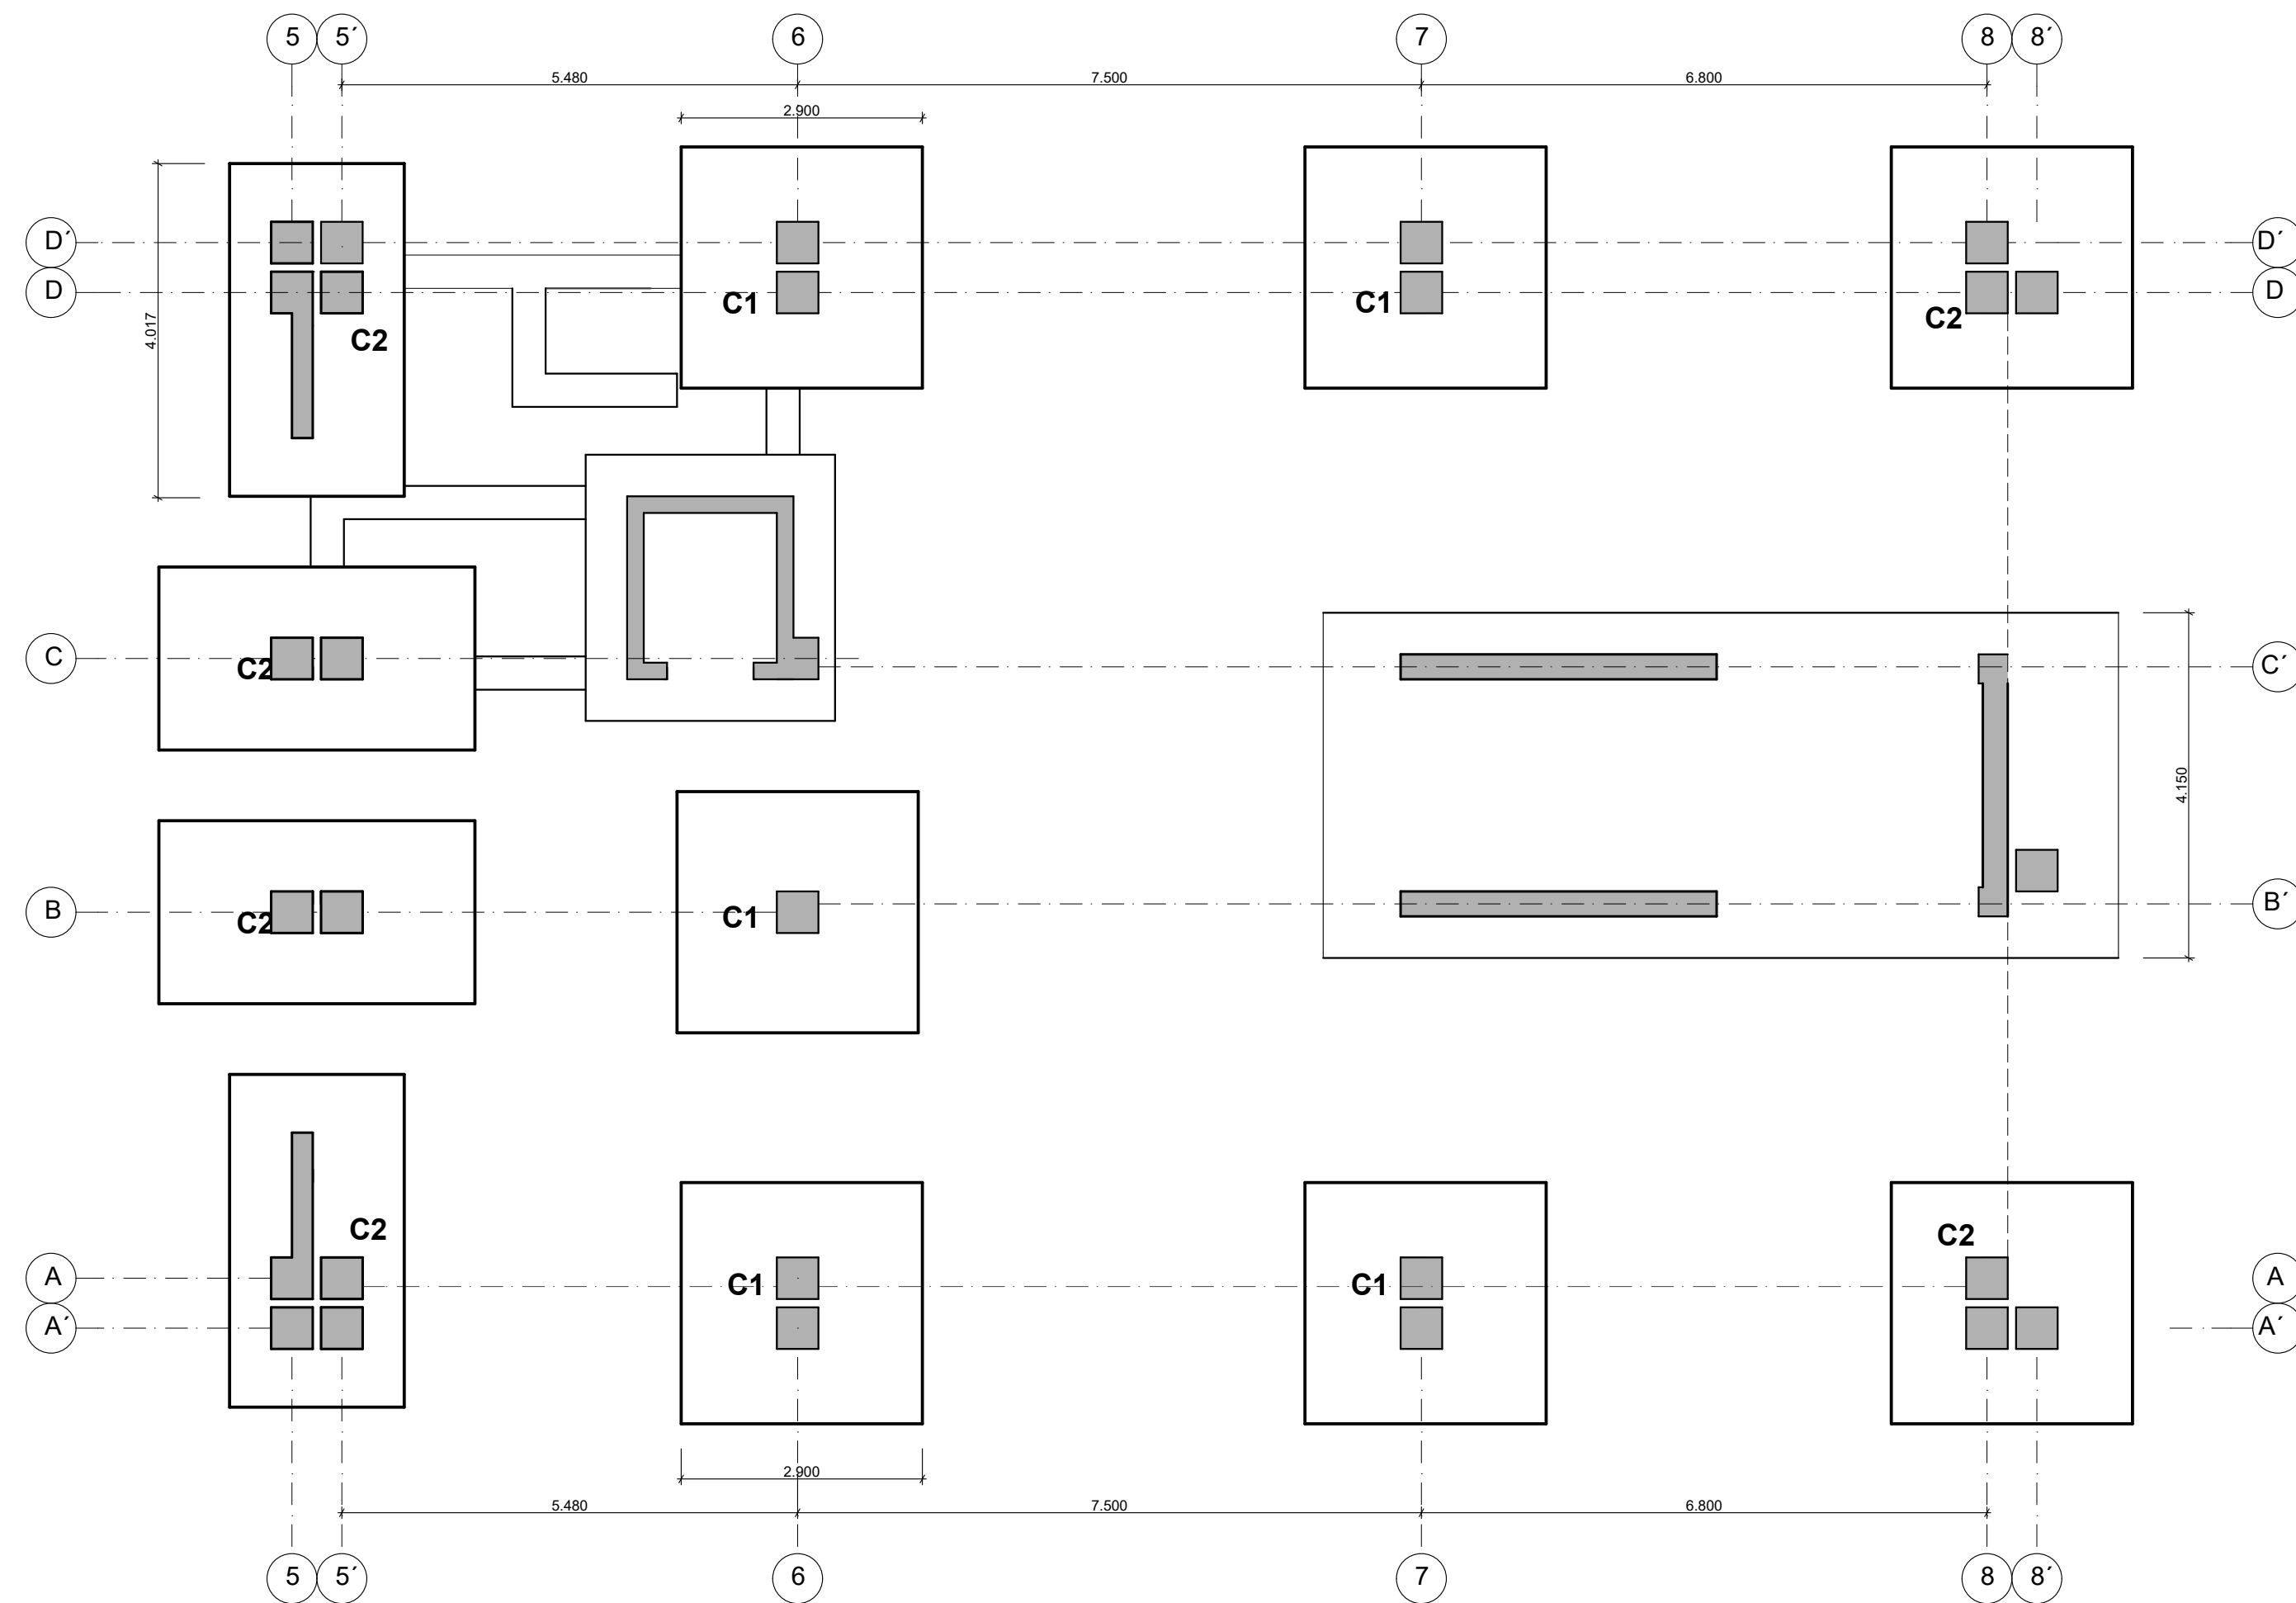 5 5´ 6 7 8 8´
5.480 7.500 6.800
2.900
D´ D´
D D
C1 C1 C2
4.017
C2
C C´
C2
4.150
B B´
C2 C1
C2 C2
A C1 C1 A
A´ A´
2.900
5.480 7.500 6.800
5 5´ 6 7 8 8´